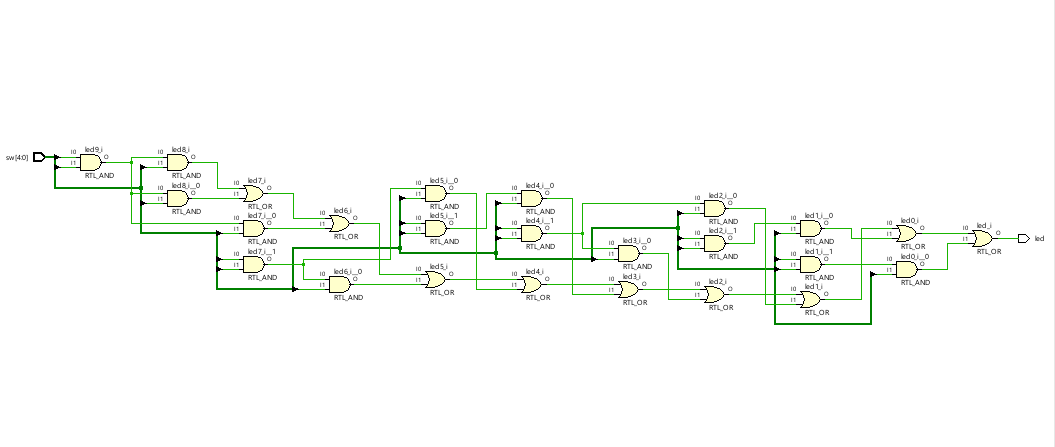 sw[4:0]
led9_i
I0
I1
O
RTL_AND
led8_i
I0
I1
O
RTL_AND
led8_i__0
I0
I1
O
RTL_AND
led7_i
I0
I1
O
RTL_OR
led7_i__0
I0
I1
O
RTL_AND
led7_i__1
I0
I1
O
RTL_AND
led6_i
I0
I1
O
RTL_OR
led6_i__0
I0
I1
O
RTL_AND
led5_i__0
I0
I1
O
RTL_AND
led5_i__1
I0
I1
O
RTL_AND
led5_i
I0
I1
O
RTL_OR
led4_i__0
I0
I1
O
RTL_AND
led4_i__1
I0
I1
O
RTL_AND
led4_i
I0
I1
O
RTL_OR
led3_i__0
I0
I1
O
RTL_AND
led3_i
I0
I1
O
RTL_OR
led2_i__0
I0
I1
O
RTL_AND
led2_i__1
I0
I1
O
RTL_AND
led2_i
I0
I1
O
RTL_OR
led1_i__0
I0
I1
O
RTL_AND
led1_i__1
I0
I1
O
RTL_AND
led1_i
I0
I1
O
RTL_OR
led0_i
I0
I1
O
RTL_OR
led0_i__0
I0
I1
O
RTL_AND
led_i
I0
I1
O
RTL_OR
led